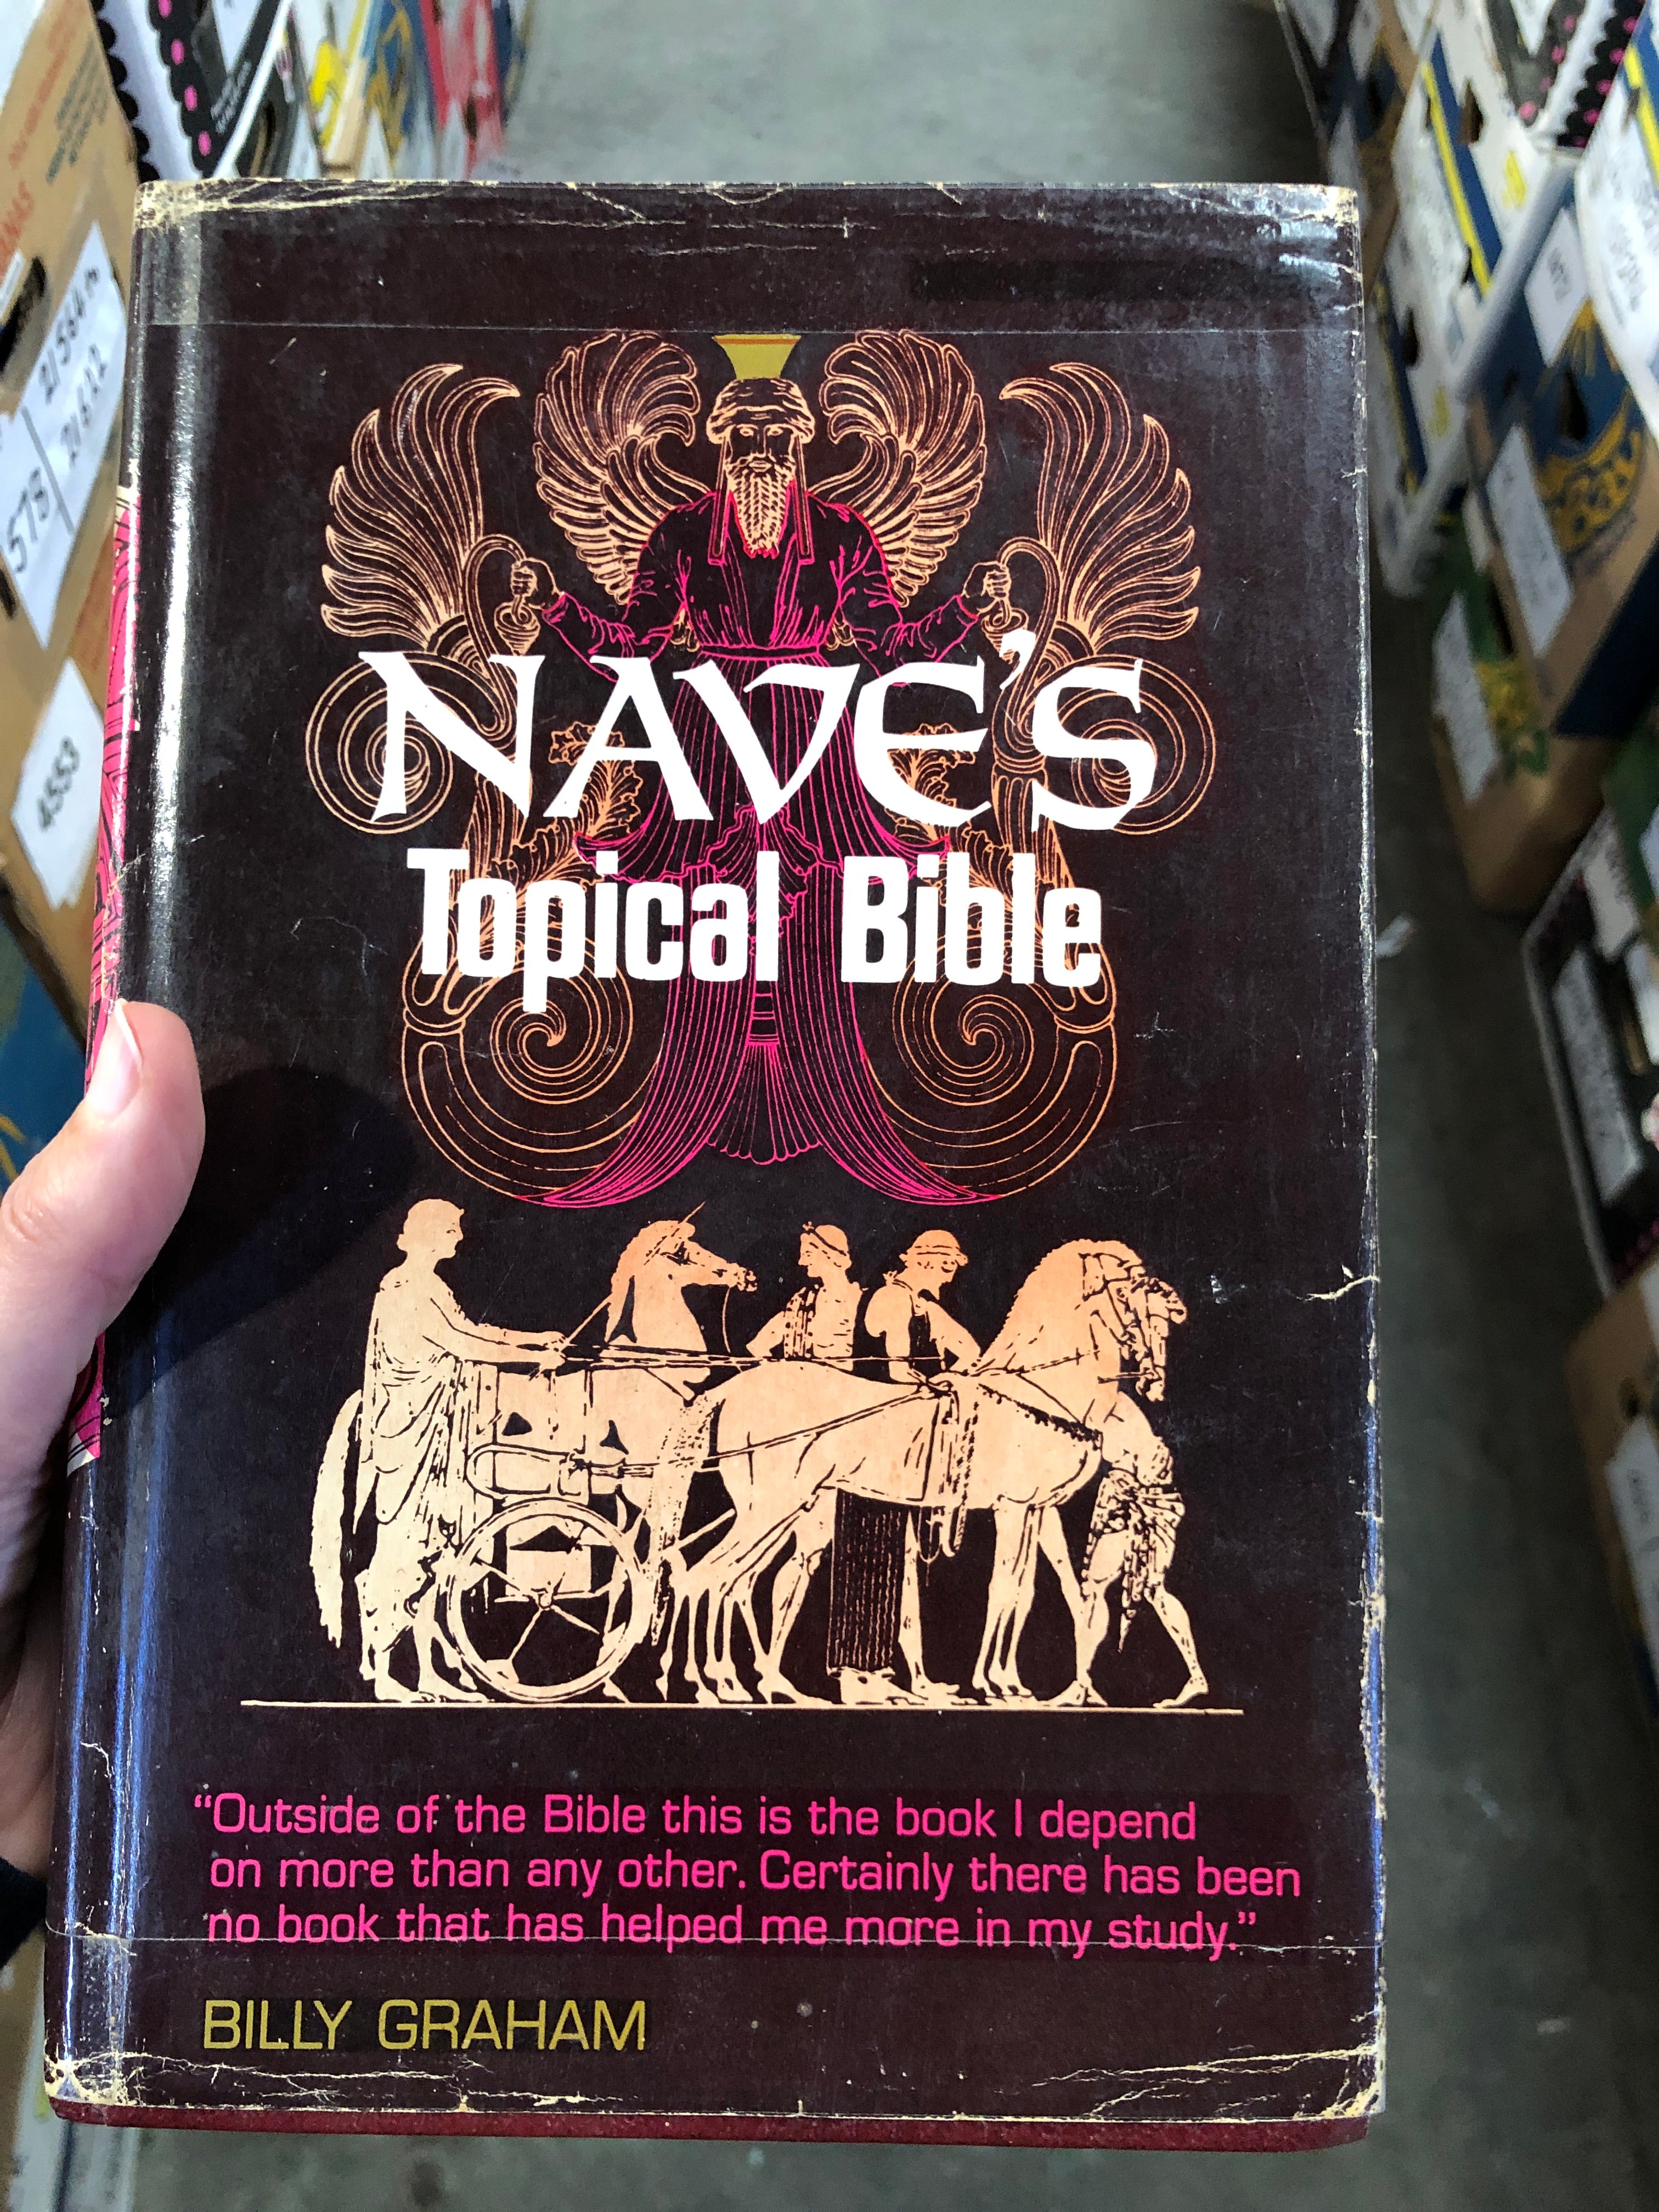 NAVE'S
Topical Bible
“Outside of the Bible this is the book I depend
on more than any other. Certainly there has been
no book that has helped me more in my study.”
BILLY GRAHAM
4553